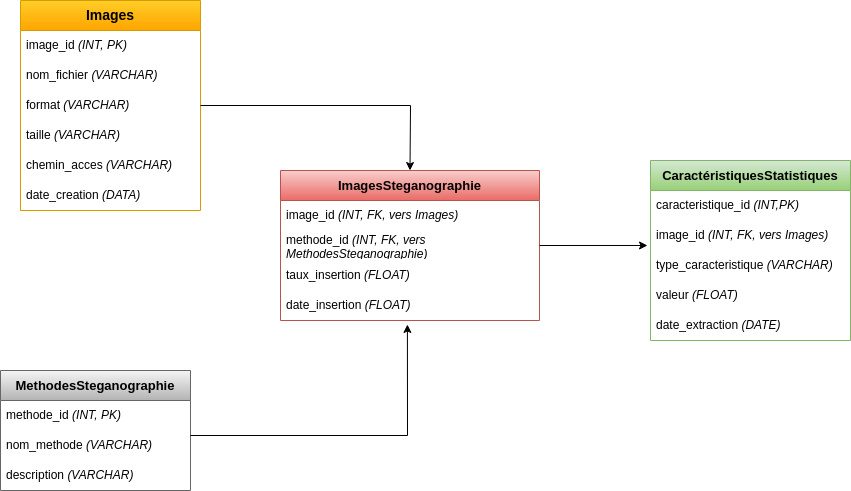 Images
image_id (INT, PK)
nom_fichier (VARCHAR)
format (VARCHAR)
taille (VARCHAR)
chemin_acces (VARCHAR)
date_creation (DATA)
ImagesSteganographie
image_id (INT, FK, vers Images)
methode_id (INT, FK, vers
MethodesSteganographie)
taux_insertion (FLOAT)
date_insertion (FLOAT)
CaractéristiquesStatistiques
caracteristique_id (INT,PK)
image_id (INT, FK, vers Images)
type_caracteristique (VARCHAR)
valeur (FLOAT)
date_extraction (DATE)
MethodesSteganographie
methode_id (INT, PK)
nom_methode (VARCHAR)
description (VARCHAR)